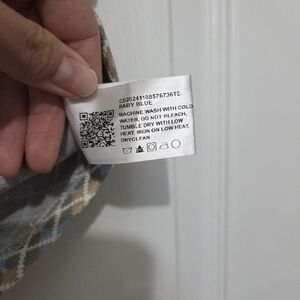 CD20241108576736TE-
BABY BLUE
MACHINE WASH WITH COLD
WATER, DO NOT BLEACH,
TUMBLE DRY WITH LOW
HEAT, IRON ON LOW HEAT,
DRYCLEAN